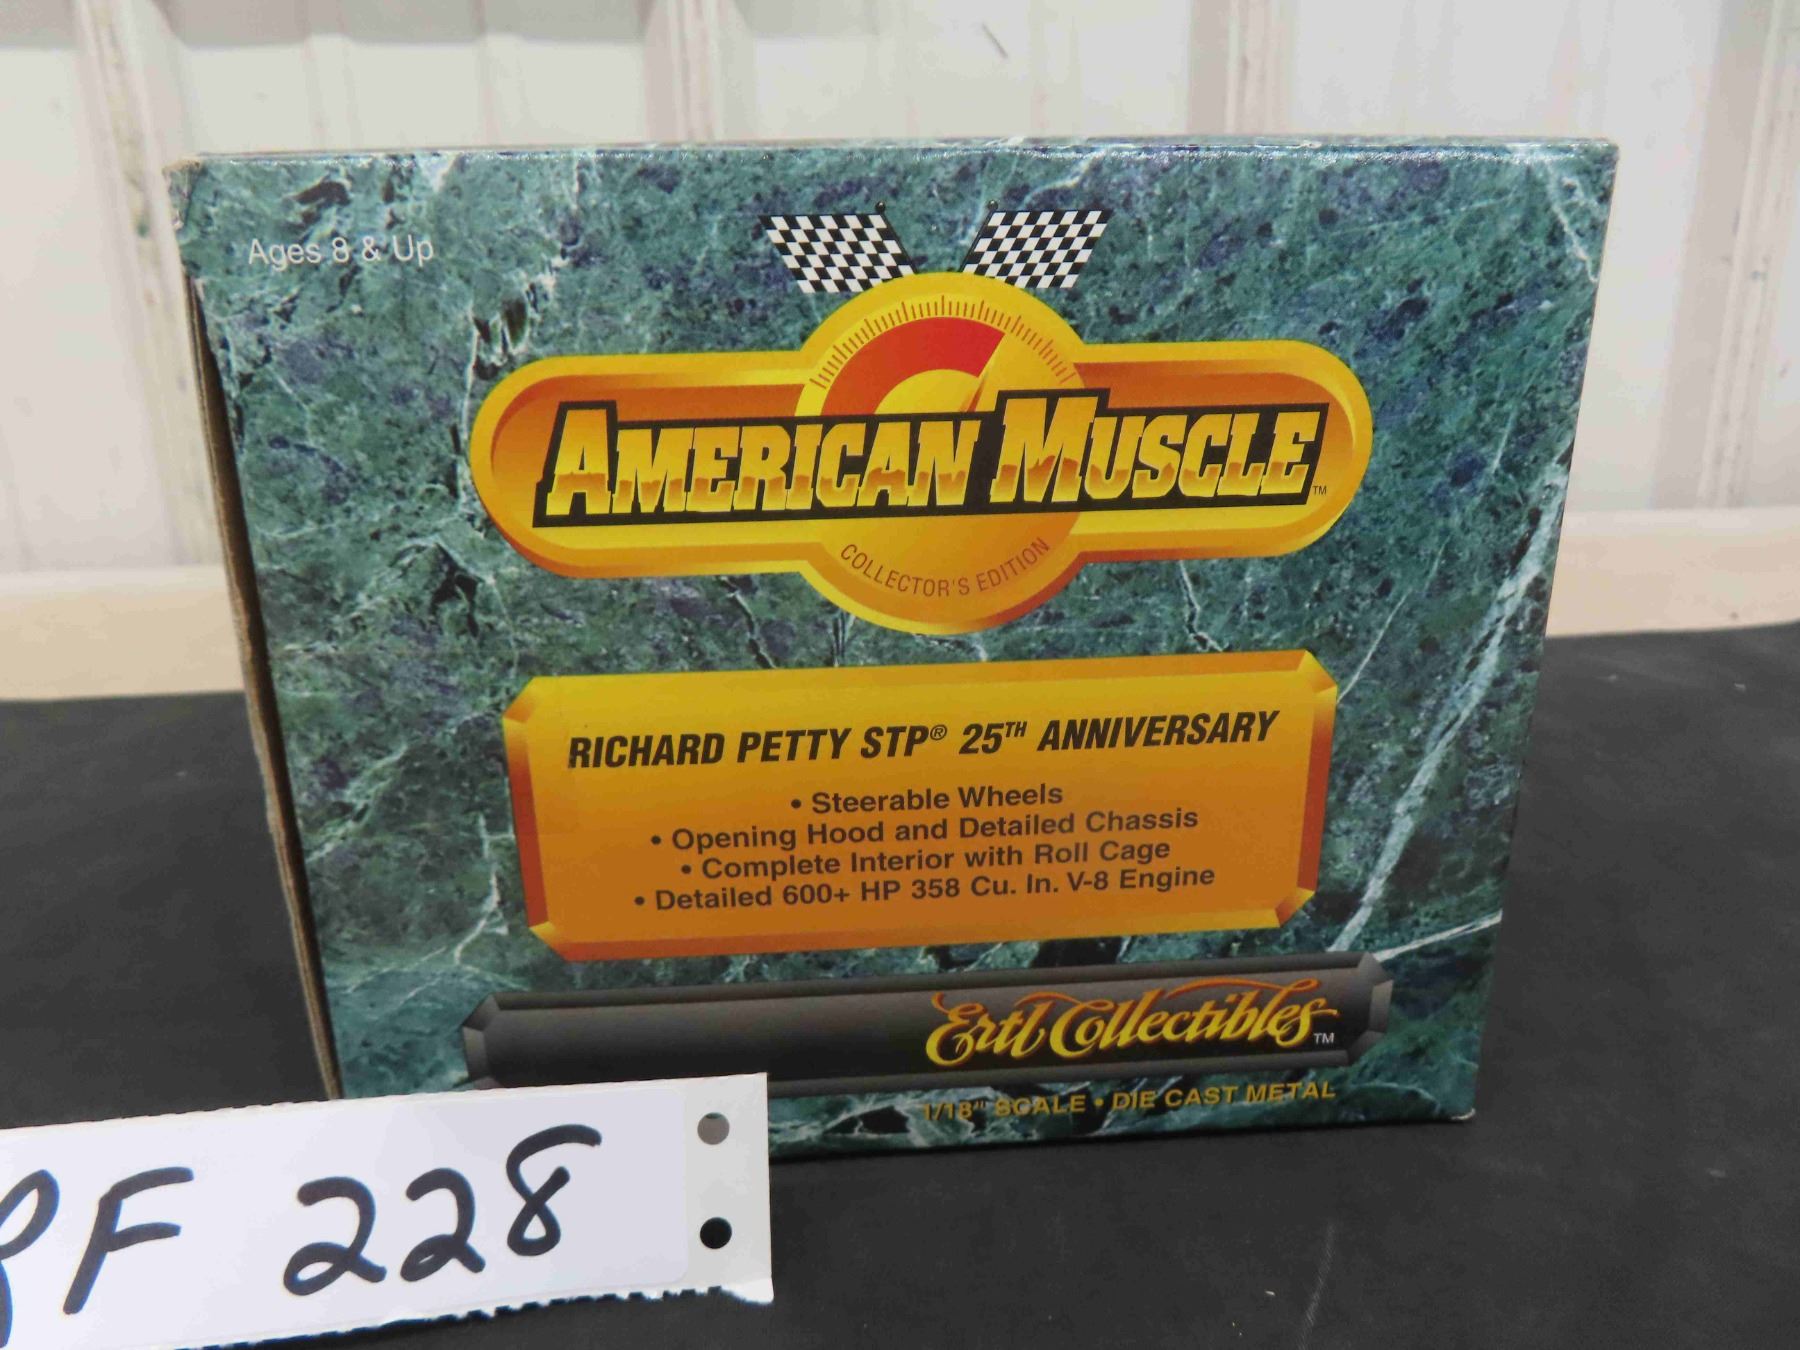 Ages 8 & Up
AMERICAN MUSCLE™
COLLECTOR'S EDITION
RICHARD PETTY STP® 25TH ANNIVERSARY
• Steerable Wheels
• Opening Hood and Detailed Chassis
• Complete Interior with Roll Cage
• Detailed 600+ HP 358 Cu. In. V-8 Engine
Ertl Collectibles™
1/18" SCALE • DIE CAST METAL
F 228